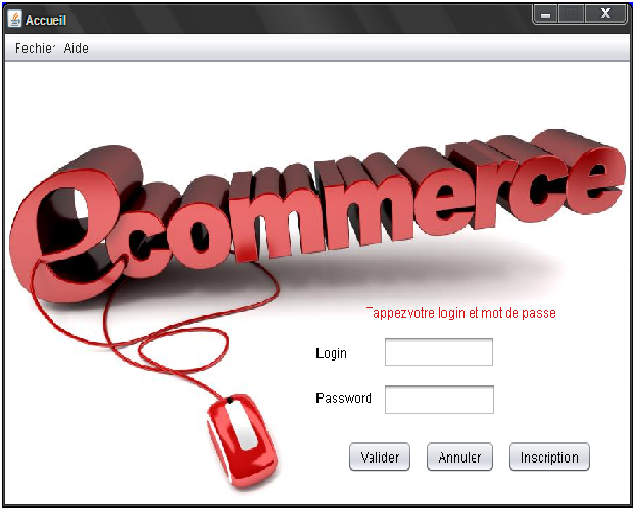 Accueil
Fechier Aide
ecommerce
Tappezvotre login et mot de passe
Login
Password
Valider Annuler Inscription